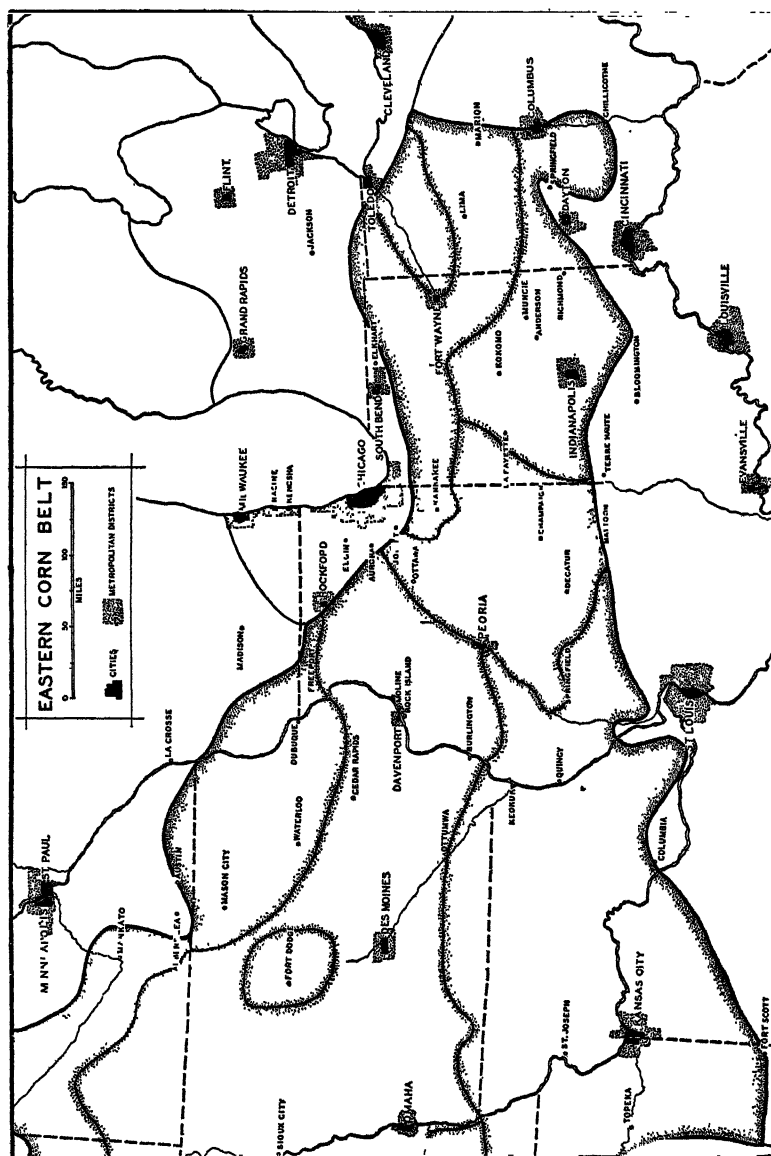 EASTERN CORN BELT
0 50 100 150
MILES
CITIES
METROPOLITAN DISTRICTS
ST PAUL
LA CROSSE
AUSTIN
MASON CITY
WATERLOO
FORT DODGE
DES MOINES
SIOUX CITY
OMAHA
CEDAR RAPIDS
DUBUQUE
DAVENPORT
MOLINE
ROCK ISLAND
BURLINGTON
OTTUMWA
KEOKUK
QUINCY
COLUMBIA
ST LOUIS
ST. JOSEPH
KANSAS CITY
TOPEKA
FORT SCOTT
MADISON
MILWAUKEE
RACINE
KENOSHA
CHICAGO
ROCKFORD
FREEPORT
ELGIN
AURORA
OTTAWA
KANKAKEE
PEORIA
SPRINGFIELD
DECATUR
CHAMPAIGN
MATTOON
GRAND RAPIDS
FLINT
DETROIT
JACKSON
SOUTH BEND
ELKHART
FORT WAYNE
LAFAYETTE
KOKOMO
MUNCIE
ANDERSON
RICHMOND
INDIANAPOLIS
TERRE HAUTE
BLOOMINGTON
EVANSVILLE
LOUISVILLE
TOLEDO
CLEVELAND
LIMA
MARION
COLUMBUS
SPRINGFIELD
DAYTON
CHILLICOTHE
CINCINNATI